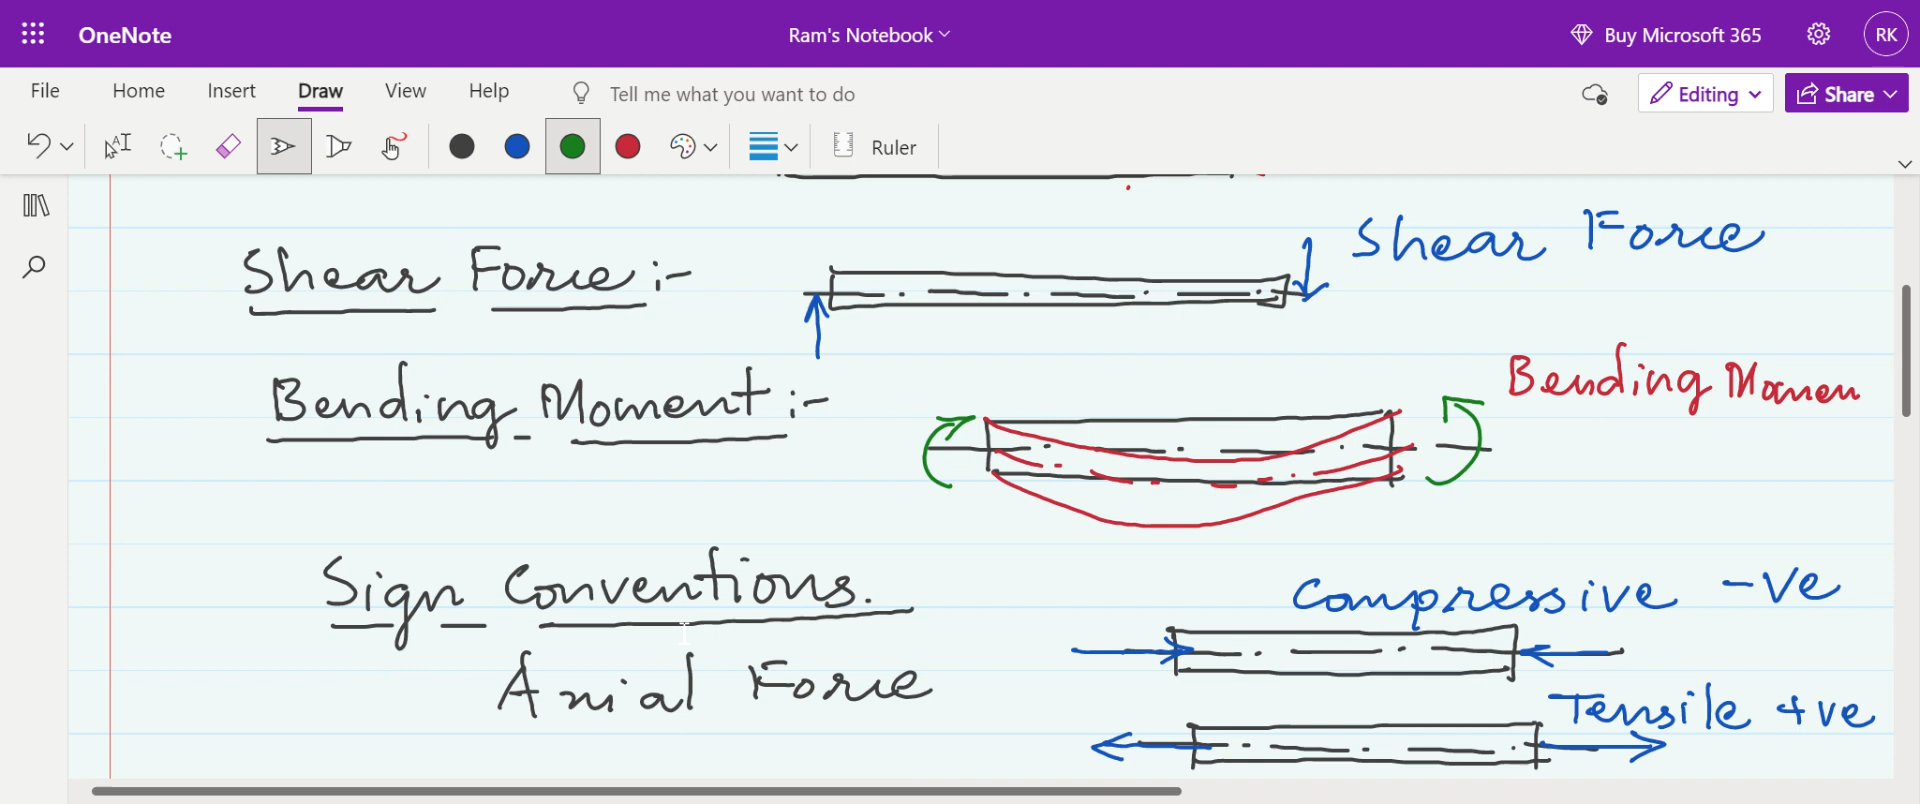 OneNote
Ram's Notebook
Buy Microsoft 365
RK
File Home Insert Draw View Help
Tell me what you want to do
Editing
Share
Ruler
Shear Force
Shear Force :-
Bending Moment :-
Bending Momen
Sign Conventions.
Compressive -ve
Axial Force
Tensile +ve